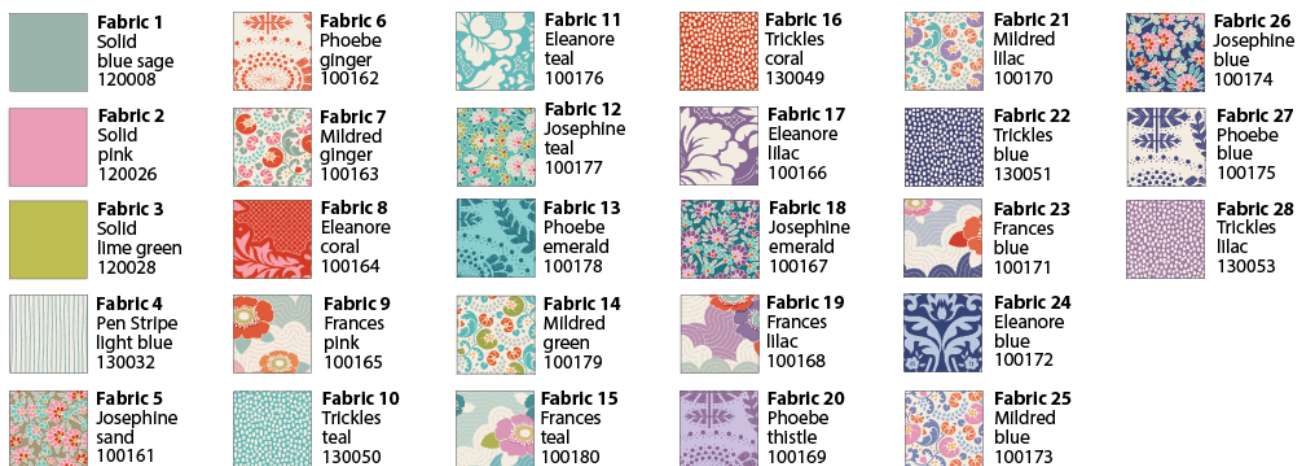 Fabric 1
Solid
blue sage
120008
Fabric 2
Solid
pink
120026
Fabric 3
Solid
lime green
120028
Fabric 4
Pen Stripe
light blue
130032
Fabric 5
Josephine
sand
100161
Fabric 6
Phoebe
ginger
100162
Fabric 7
Mildred
ginger
100163
Fabric 8
Eleanore
coral
100164
Fabric 9
Frances
pink
100165
Fabric 10
Trickles
teal
130050
Fabric 11
Eleanore
teal
100176
Fabric 12
Josephine
teal
100177
Fabric 13
Phoebe
emerald
100178
Fabric 14
Mildred
green
100179
Fabric 15
Frances
teal
100180
Fabric 16
Trickles
coral
130049
Fabric 17
Eleanore
lilac
100166
Fabric 18
Josephine
emerald
100167
Fabric 19
Frances
lilac
100168
Fabric 20
Phoebe
thistle
100169
Fabric 21
Mildred
lilac
100170
Fabric 22
Trickles
blue
130051
Fabric 23
Frances
blue
100171
Fabric 24
Eleanore
blue
100172
Fabric 25
Mildred
blue
100173
Fabric 26
Josephine
blue
100174
Fabric 27
Phoebe
blue
100175
Fabric 28
Trickles
lilac
130053